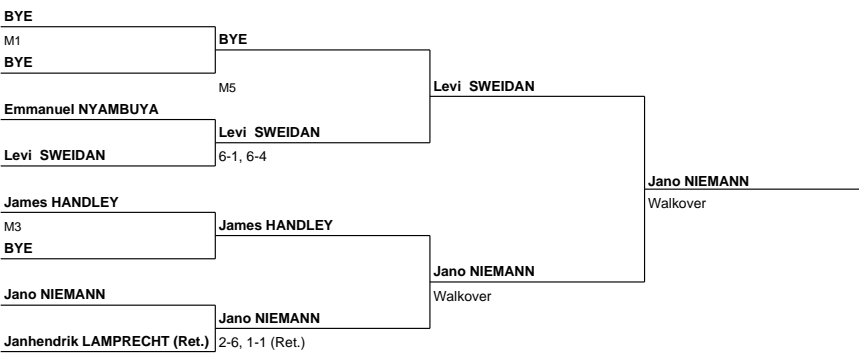 BYE
M1
BYE
BYE
M5
Levi SWEIDAN
Emmanuel NYAMBUYA
Levi SWEIDAN
Levi SWEIDAN
6-1, 6-4
Jano NIEMANN
Walkover
James HANDLEY
M3
James HANDLEY
BYE
Jano NIEMANN
Walkover
Jano NIEMANN
Jano NIEMANN
Janhendrik LAMPRECHT (Ret.)
2-6, 1-1 (Ret.)